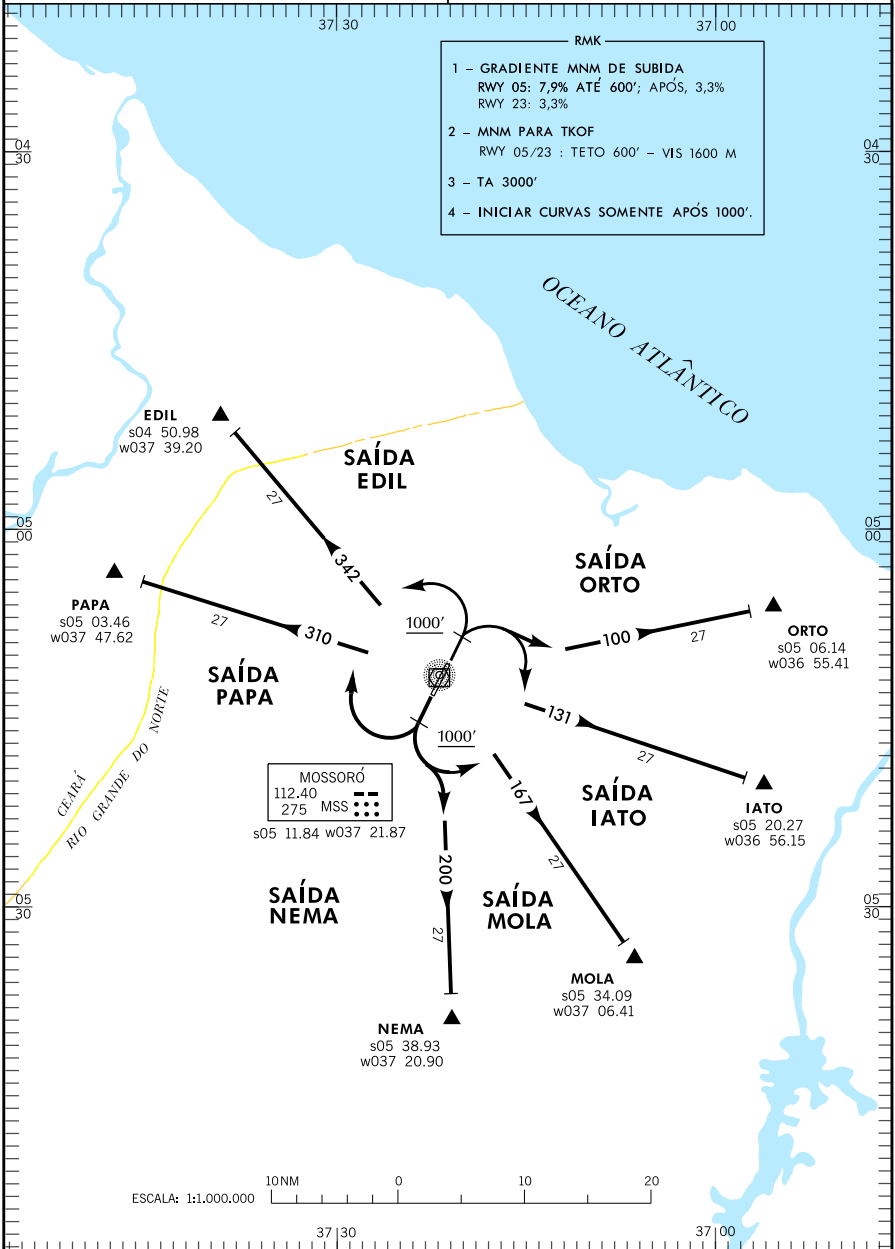 37 30
37 00
RMK
1 – GRADIENTE MNM DE SUBIDA
RWY 05: 7,9% ATÉ 600'; APÓS, 3,3%
RWY 23: 3,3%
2 – MNM PARA TKOF
RWY 05/23 : TETO 600' – VIS 1600 M
3 – TA 3000'
4 – INICIAR CURVAS SOMENTE APÓS 1000'.
04
30
04
30
OCEANO ATLÂNTICO
EDIL
s04 50.98
w037 39.20
SAÍDA
EDIL
27
342
05
00
05
00
SAÍDA
ORTO
PAPA
s05 03.46
w037 47.62
27
310
1000'
100
27
ORTO
s05 06.14
w036 55.41
SAÍDA
PAPA
131
27
1000'
CEARÁ
RIO GRANDE DO NORTE
MOSSORÓ
112.40
275 MSS
s05 11.84 w037 21.87
167
27
SAÍDA
IATO
IATO
s05 20.27
w036 56.15
200
27
SAÍDA
NEMA
SAÍDA
MOLA
05
30
05
30
MOLA
s05 34.09
w037 06.41
NEMA
s05 38.93
w037 20.90
ESCALA: 1:1.000.000
10NM 0 10 20
37 30
37 00